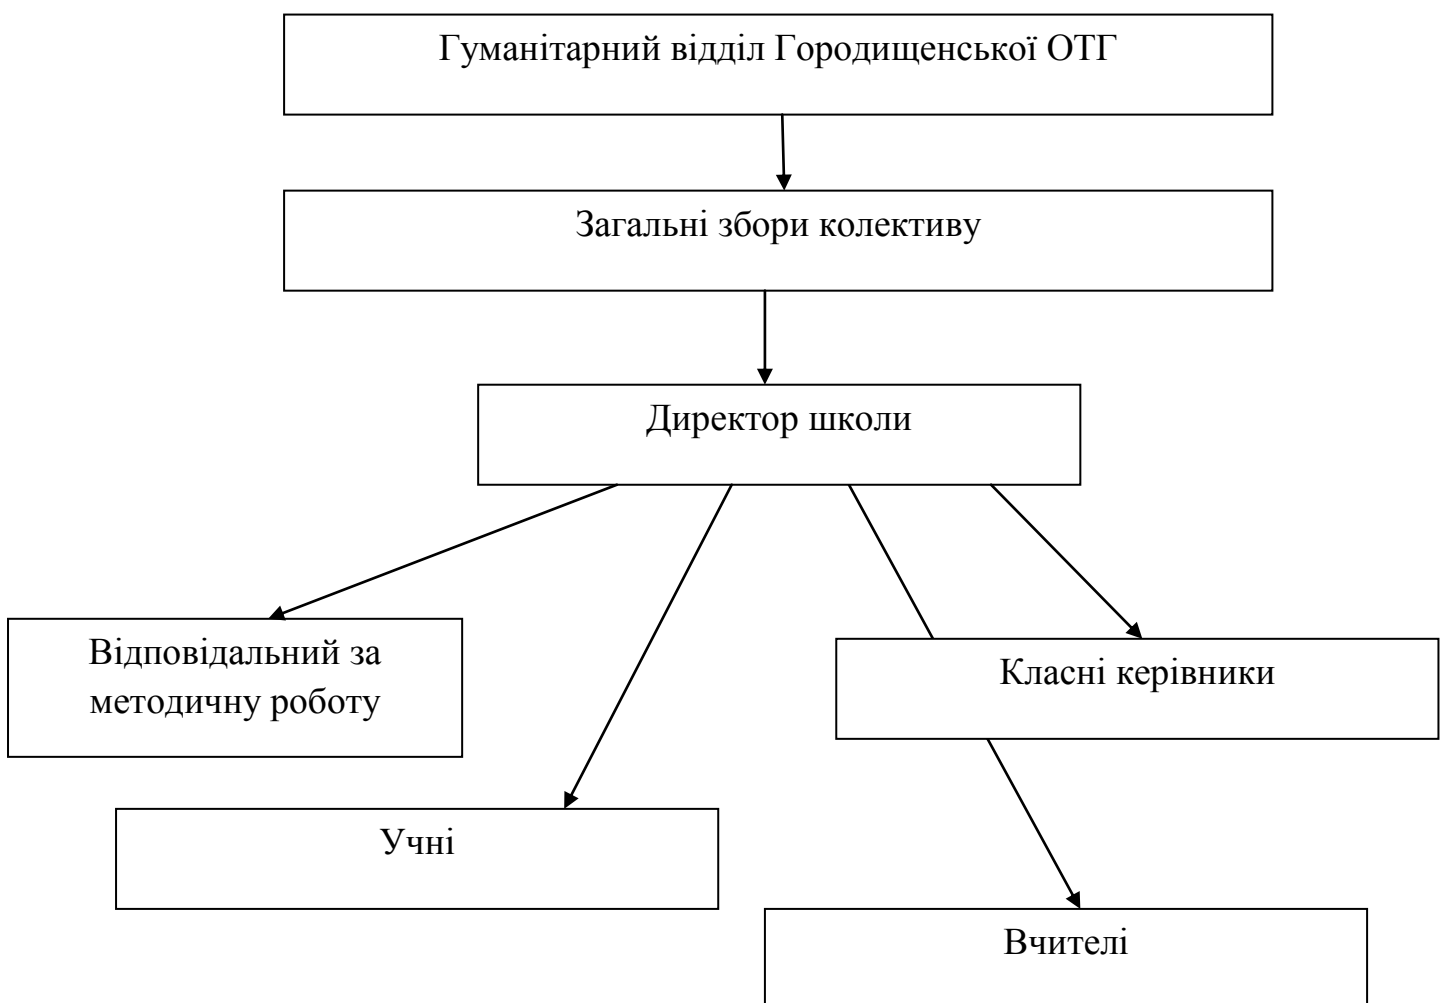 Гуманітарний відділ Городищенської ОТГ
Загальні збори колективу
Директор школи
Відповідальний за
методичну роботу
Класні керівники
Учні
Вчителі